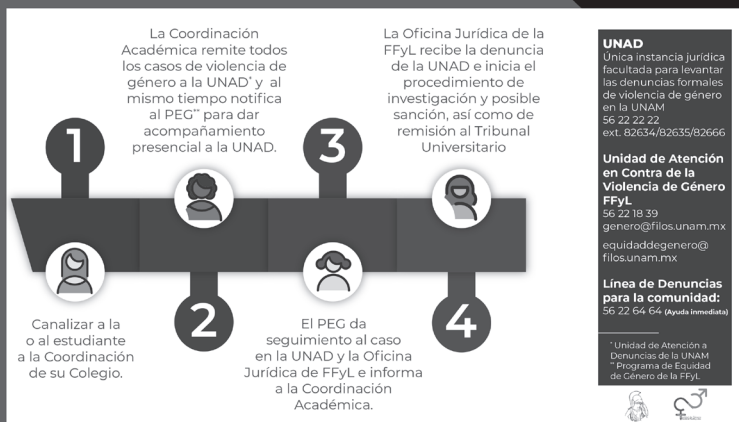 1
Canalizar a la
o al estudiante
a la Coordinación
de su Colegio.
La Coordinación
Académica remite todos
los casos de violencia de
género a la UNAD* y al
mismo tiempo notifica
al PEG** para dar
acompañamiento
presencial a la UNAD.
2
3
El PEG da
seguimiento al caso
en la UNAD y la Oficina
Jurídica de FFyL e informa
a la Coordinación
Académica.
La Oficina Jurídica de la
FFyL recibe la denuncia
de la UNAD e inicia el
procedimiento de
investigación y posible
sanción, así como de
remisión al Tribunal
Universitario
4
UNAD
Única instancia jurídica
facultada para levantar
las denuncias formales
de violencia de género
en la UNAM
56 22 22 22
ext. 82634/82635/82666
Unidad de Atención
en Contra de la
Violencia de Género
FFyL
56 22 18 39
genero@filos.unam.mx
equidaddegenero@
filos.unam.mx
Línea de Denuncias
para la comunidad:
56 22 64 64 (Ayuda inmediata)
* Unidad de Atención a
Denuncias de la UNAM
** Programa de Equidad
de Género de la FFyL